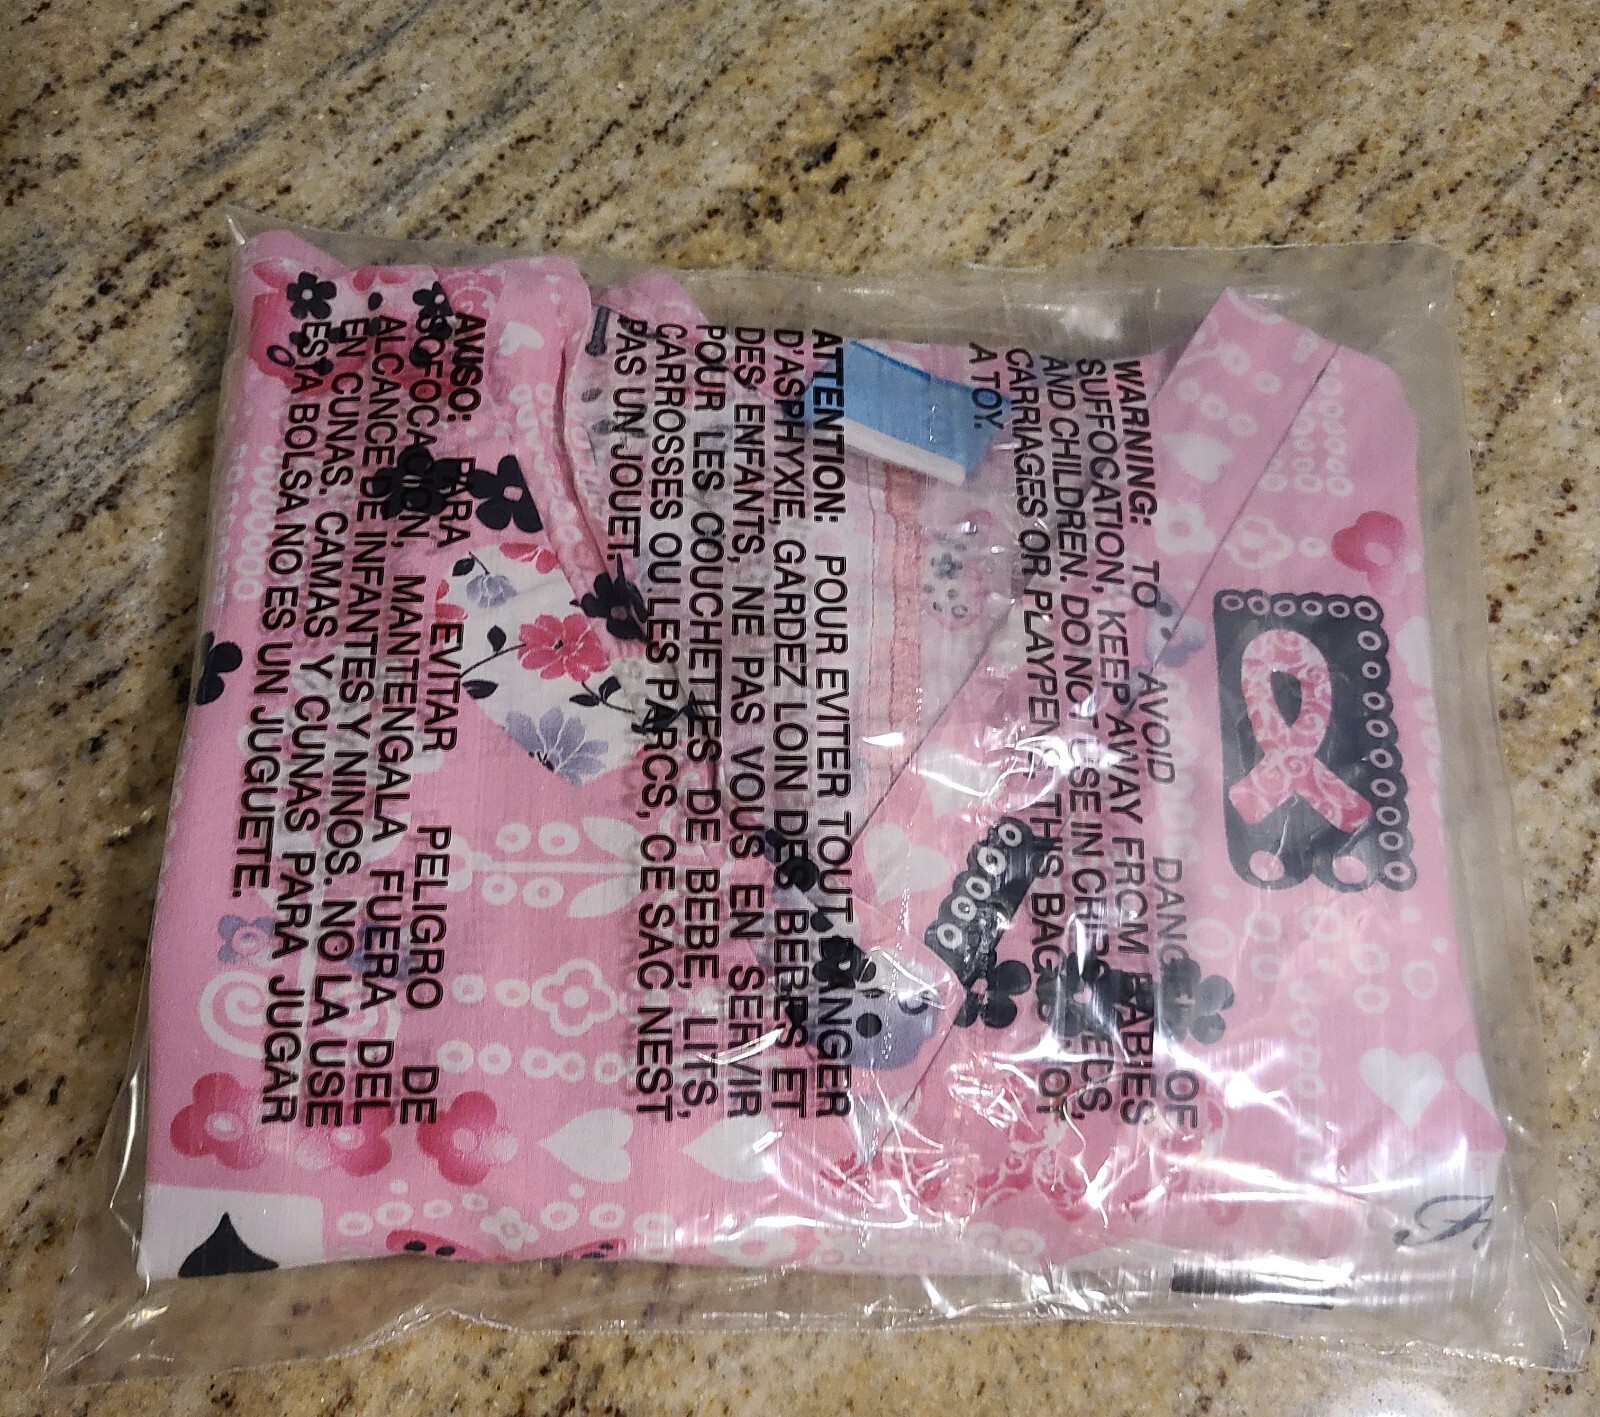 WARNING: TO AVOID DANGER OF
SUFFOCATION, KEEP AWAY FROM BABIES
AND CHILDREN. DO NOT USE IN CRIBS, BEDS,
CARRIAGES OR PLAYPENS. THIS BAG IS NOT
A TOY.
ATTENTION: POUR EVITER TOUT DANGER
D'ASPHYXIE, GARDEZ LOIN DES BEBES ET
DES ENFANTS, NE PAS VOUS EN SERVIR
POUR LES COUCHETTES DE BEBE, LITS,
CARROSSES OU LES PARCS, CE SAC NEST
PAS UN JOUET.
AVISO: PARA EVITAR PELIGRO DE
SOFOCACION, MANTENGALA FUERA DEL
ALCANCE DE INFANTES Y NINOS. NO LA USE
EN CUNAS. CAMAS Y CUNAS PARA JUGAR
ESTA BOLSA NO ES UN JUGUETE.